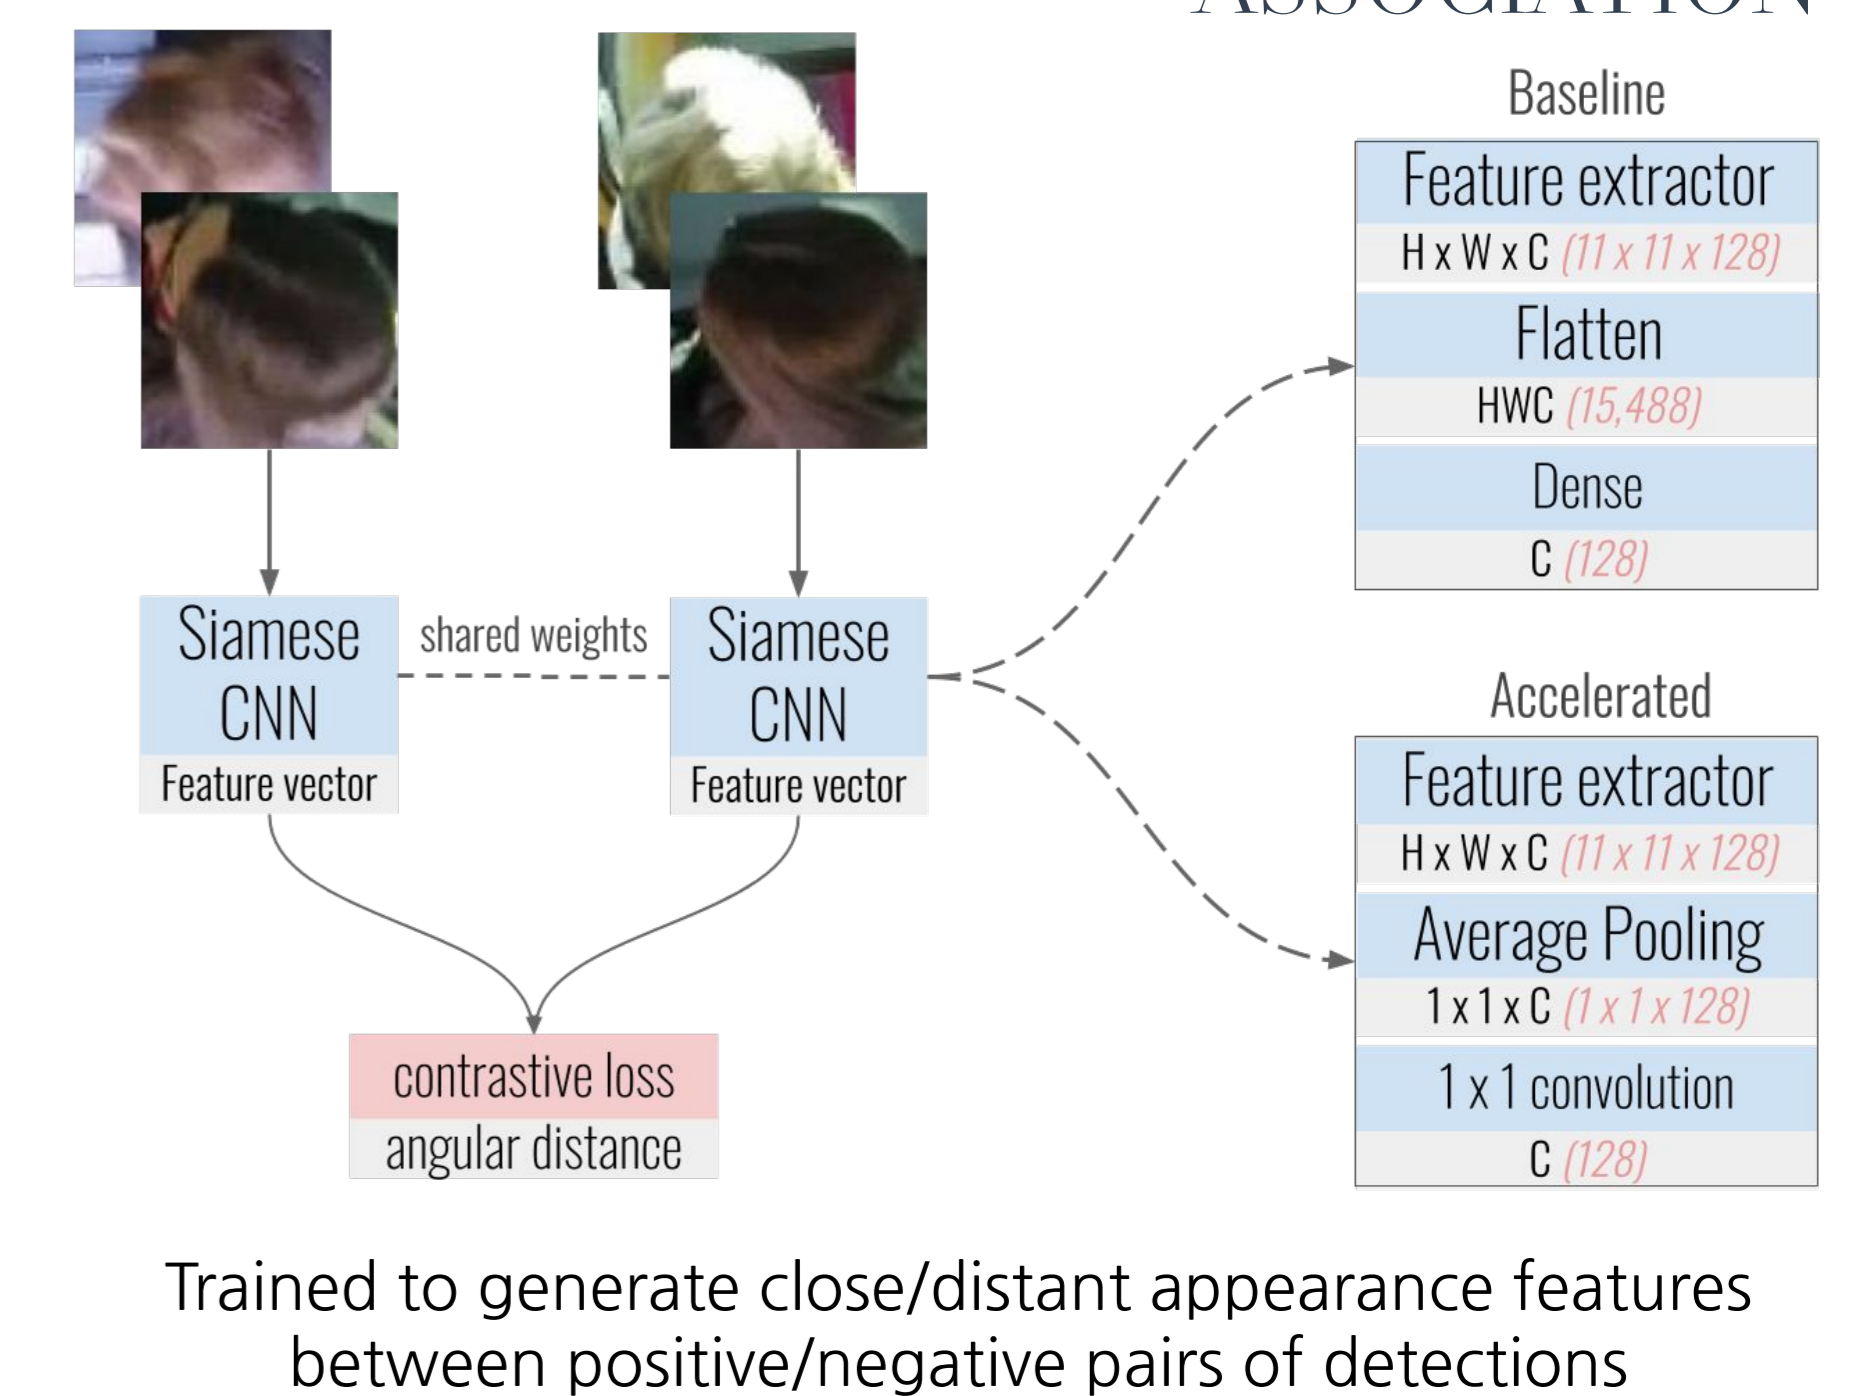 ASSOCIATION
Siamese
CNN
Feature vector
shared weights
Siamese
CNN
Feature vector
contrastive loss
angular distance
Baseline
Feature extractor
H x W x C (11 x 11 x 128)
Flatten
HWC (15,488)
Dense
C (128)
Accelerated
Feature extractor
H x W x C (11 x 11 x 128)
Average Pooling
1 x 1 x C (1 x 1 x 128)
1 x 1 convolution
C (128)
Trained to generate close/distant appearance features
between positive/negative pairs of detections